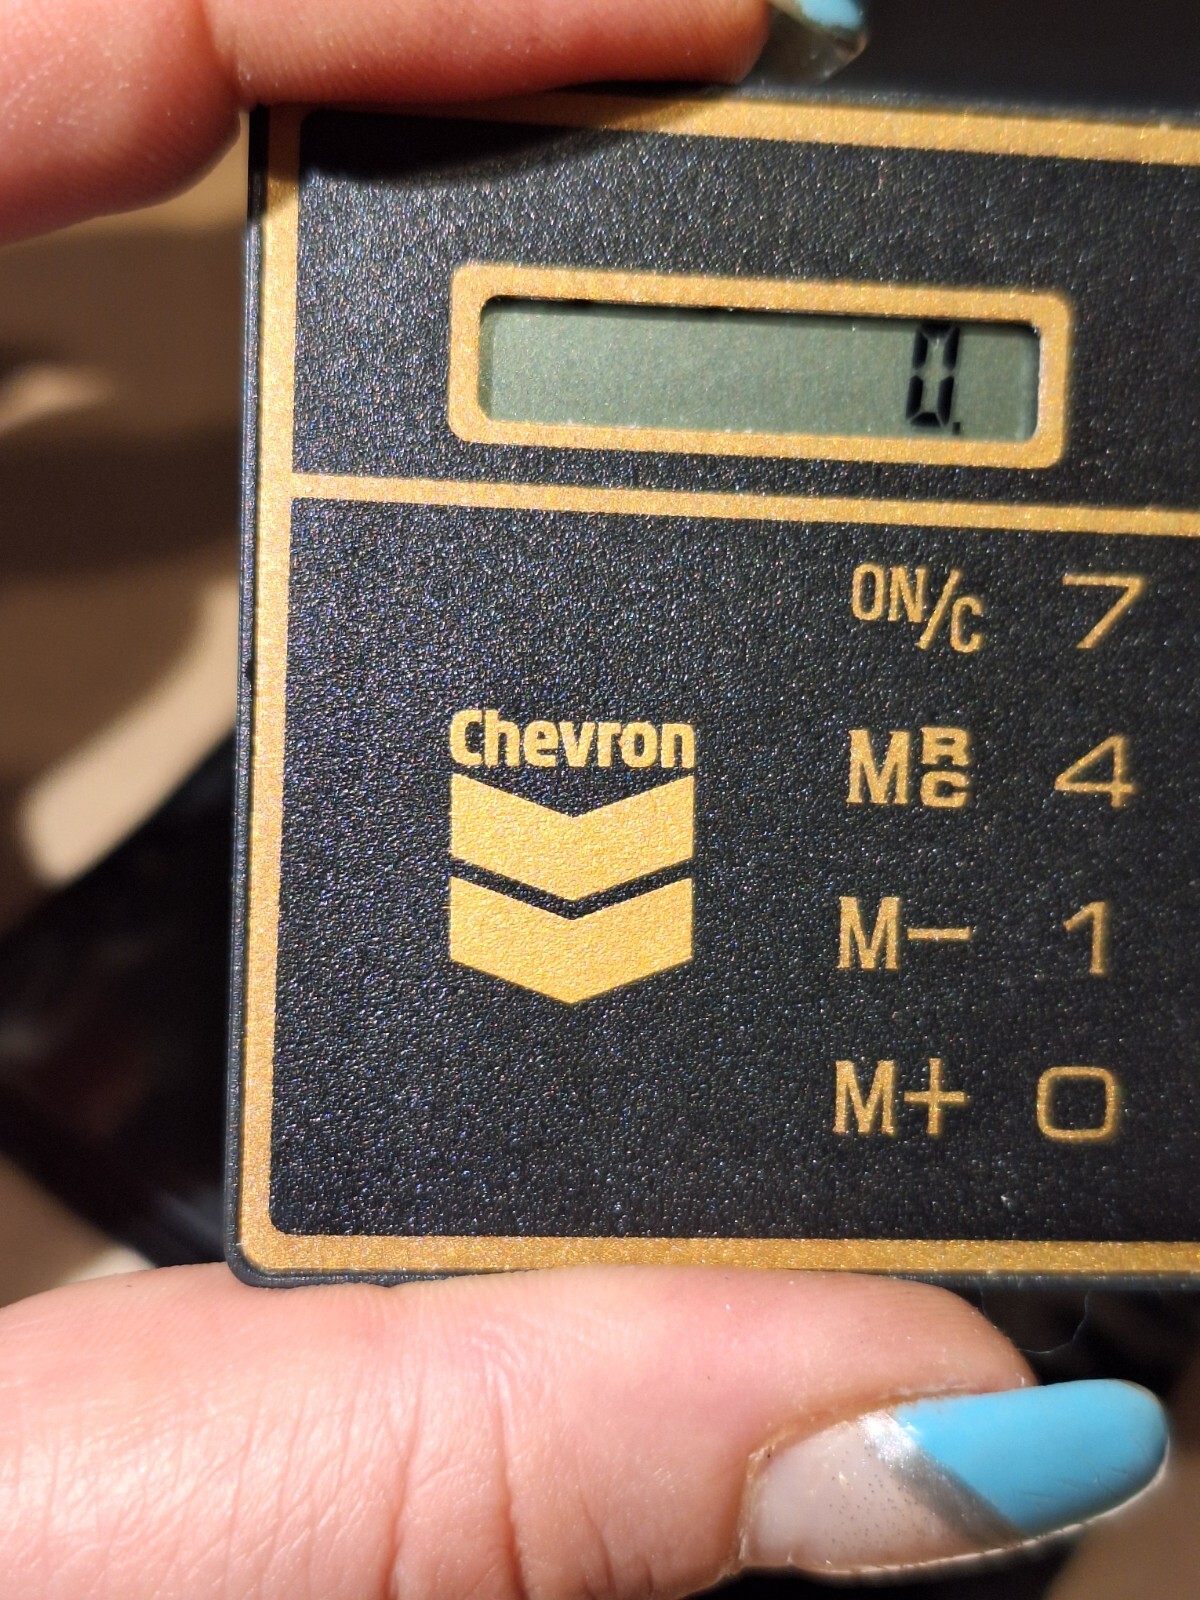 0.
ON/C 7
Chevron
MRC 4
M− 1
M+ 0